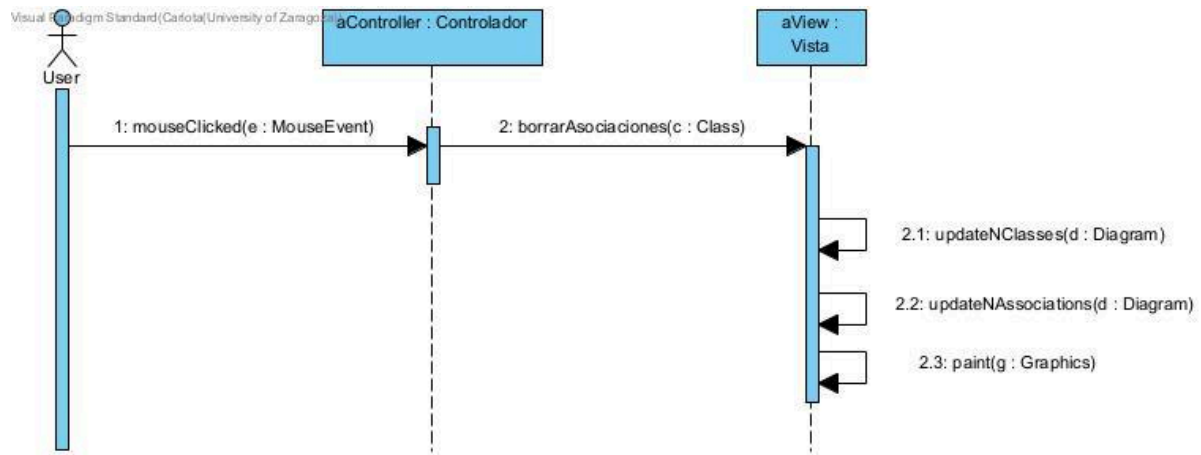 Visual Paradigm Standard(Carlota(University of Zaragoza))
aController : Controlador
aView :
Vista
User
1: mouseClicked(e : MouseEvent)
2: borrarAsociaciones(c : Class)
2.1: updateNClasses(d : Diagram)
2.2: updateNAssociations(d : Diagram)
2.3: paint(g : Graphics)